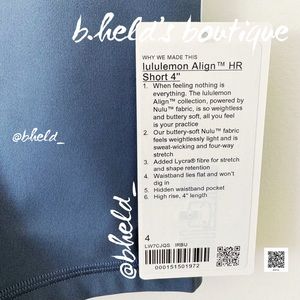 b.held's boutique
WHY WE MADE THIS
lululemon Align™ HR
Short 4"
1. When feeling nothing is
everything. The lululemon
Align™ collection, powered by
Nulu™ fabric, is so weightless
and buttery soft, all you feel
is your practice
2. Our buttery-soft Nulu™ fabric
feels weightlessly light and is
sweat-wicking and four-way
stretch
3. Added Lycra® fibre for stretch
and shape retention
4. Waistband lies flat and won't
dig in
5. Hidden waistband pocket
6. High rise, 4" length
4
LW7CJQS IRBU
000151501972
@bheld_
@bheld_